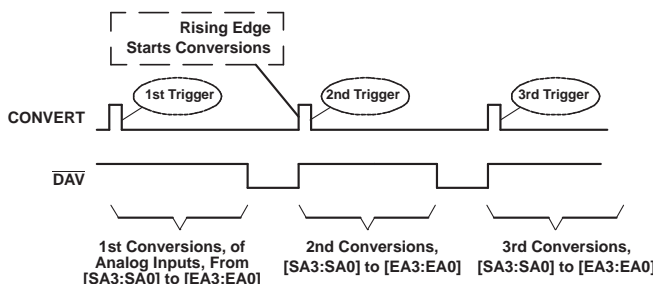 Rising Edge
Starts Conversions
1st Trigger
2nd Trigger
3rd Trigger
CONVERT
DAV
1st Conversions, of
Analog Inputs, From
[SA3:SA0] to [EA3:EA0]
2nd Conversions,
[SA3:SA0] to [EA3:EA0]
3rd Conversions,
[SA3:SA0] to [EA3:EA0]